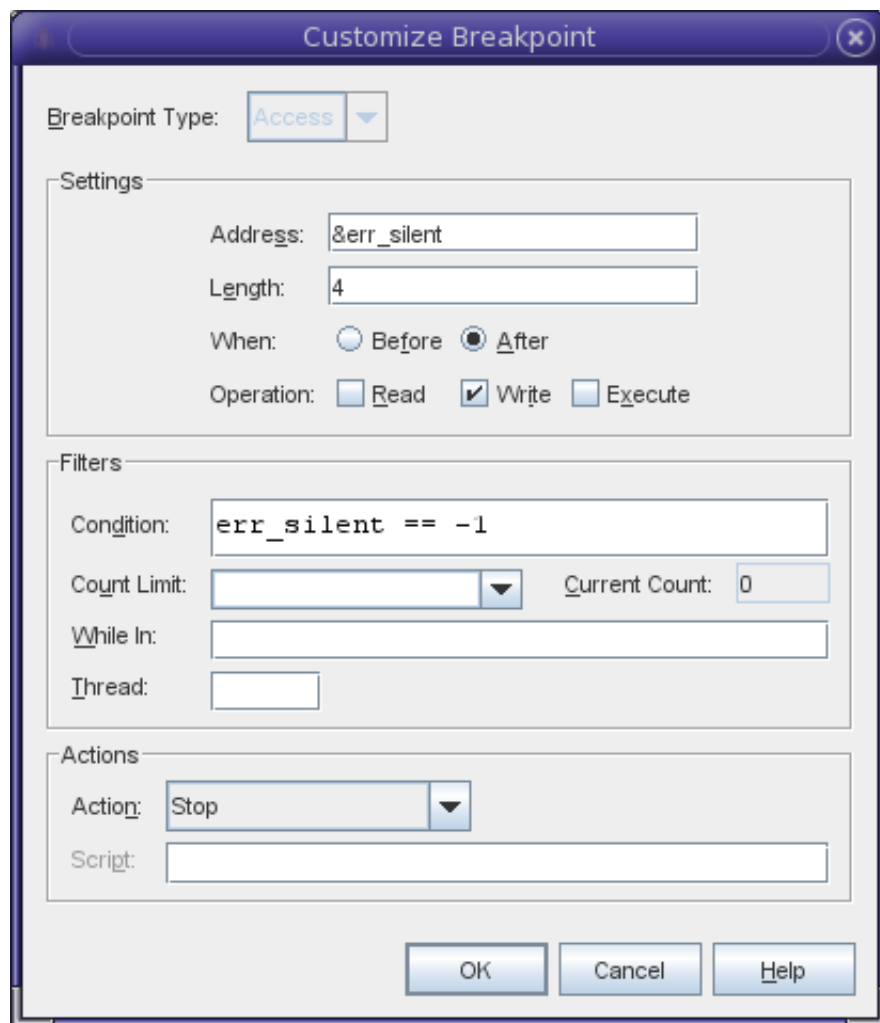 Customize Breakpoint
Breakpoint Type: Access
Settings
Address: &err_silent
Length: 4
When: Before After
Operation: Read Write Execute
Filters
Condition: err_silent == -1
Count Limit: Current Count: 0
While In:
Thread:
Actions
Action: Stop
Script:
OK Cancel Help